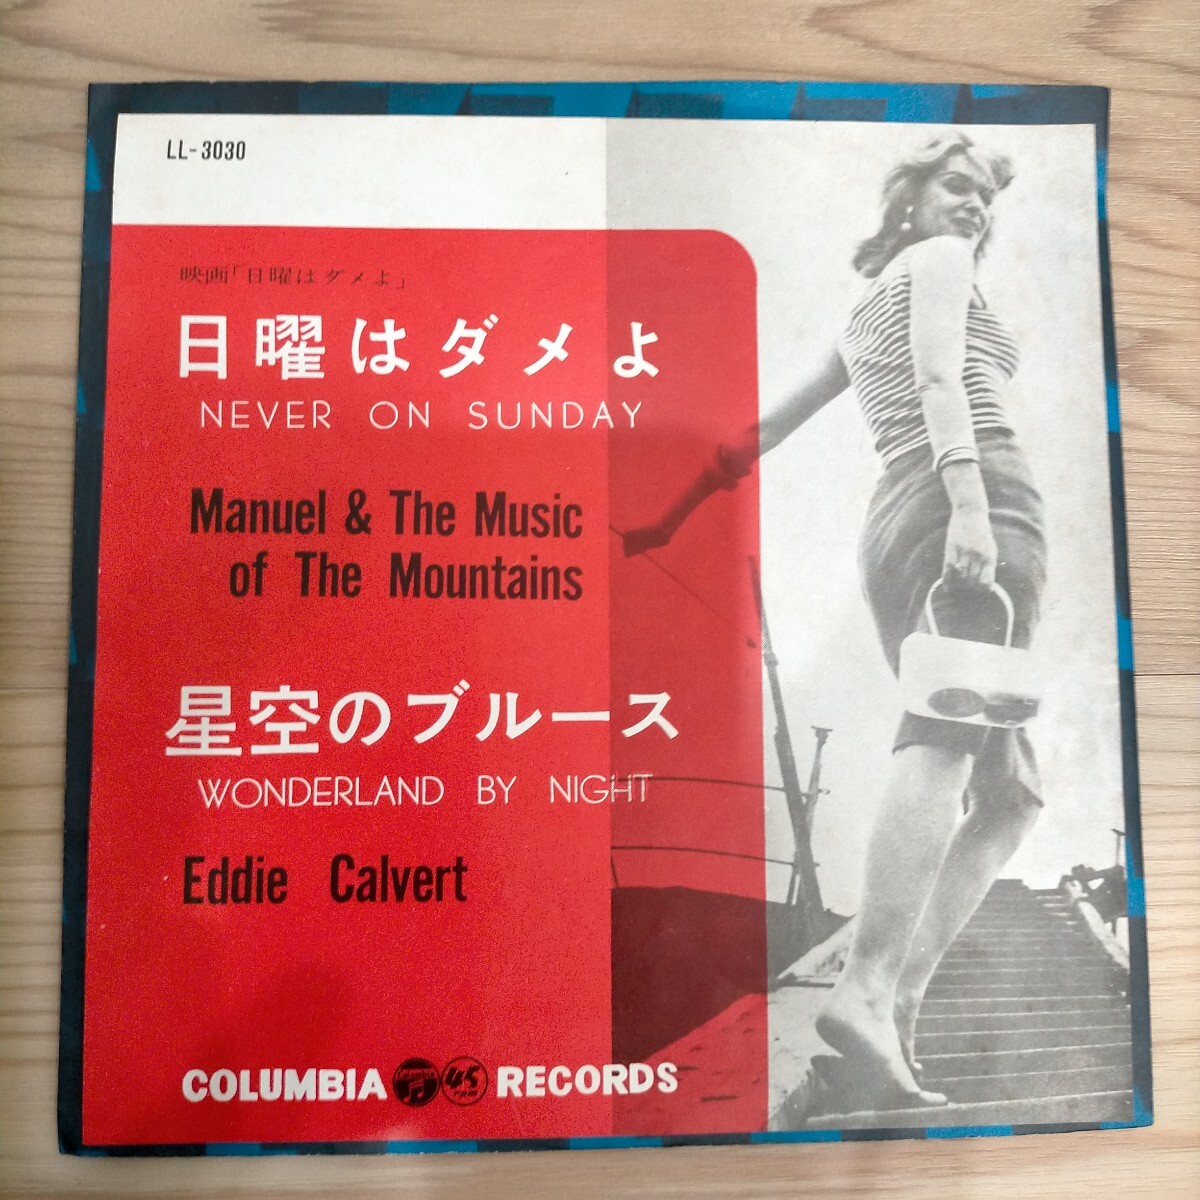 LL-3030
映画「日曜はダメよ」
日曜はダメよ
NEVER ON SUNDAY
Manuel & The Music
of The Mountains
星空のブルース
WONDERLAND BY NIGHT
Eddie Calvert
COLUMBIA 45 RPM RECORDS